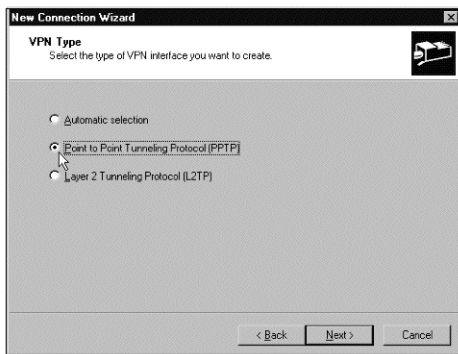 New Connection Wizard
VPN Type
Select the type of VPN interface you want to create.
Automatic selection
Point to Point Tunneling Protocol (PPTP)
Layer 2 Tunneling Protocol (L2TP)
< Back Next > Cancel